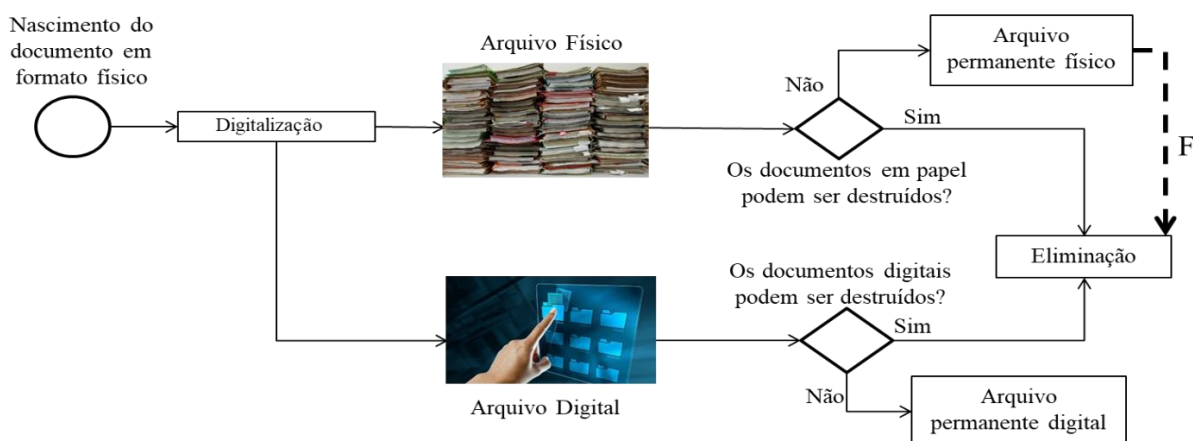 Nascimento do
documento em
formato físico
Digitalização
Arquivo Físico
Não
Arquivo
permanente físico
Sim
F
Os documentos em papel
podem ser destruídos?
Eliminação
Os documentos digitais
podem ser destruídos?
Sim
Não
Arquivo Digital
Arquivo
permanente digital